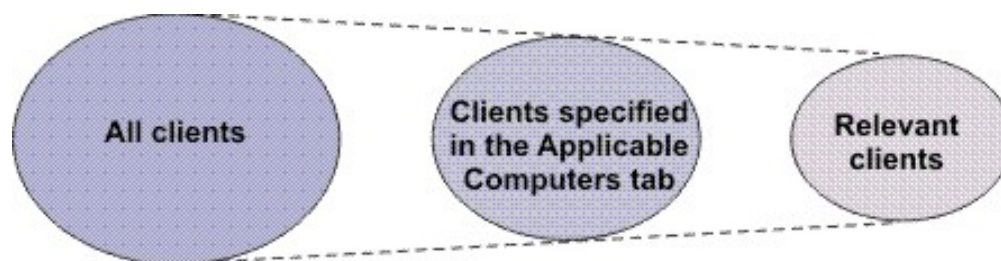 All clients
Clients specified
in the Applicable
Computers tab
Relevant
clients